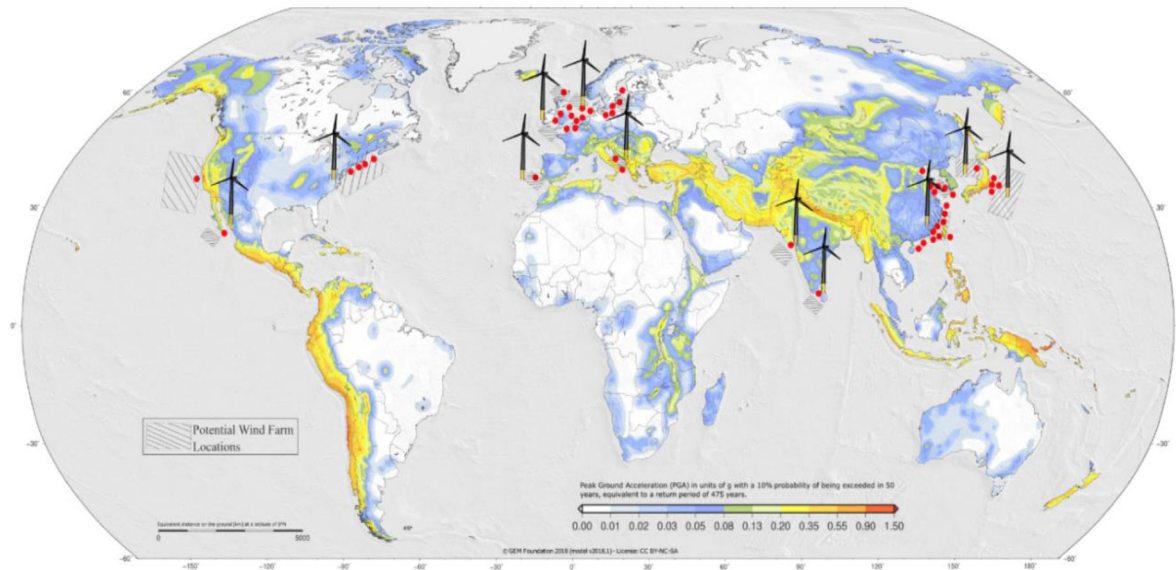 60°
60°
30°
30°
0°
0°
-30°
-30°
Potential Wind Farm
Locations
Peak Ground Acceleration (PGA) in units of g with a 10% probability of being exceeded in 50
years, equivalent to a return period of 475 years.
0.00 0.01 0.02 0.03 0.05 0.08 0.13 0.20 0.35 0.55 0.90 1.50
5000
© GEM Foundation 2018 (model v2018.1) - License: CC BY-NC-SA
-60°
-60°
-150° -120° -90° -60° -30° 0° 30° 60° 90° 120° 150° 180°